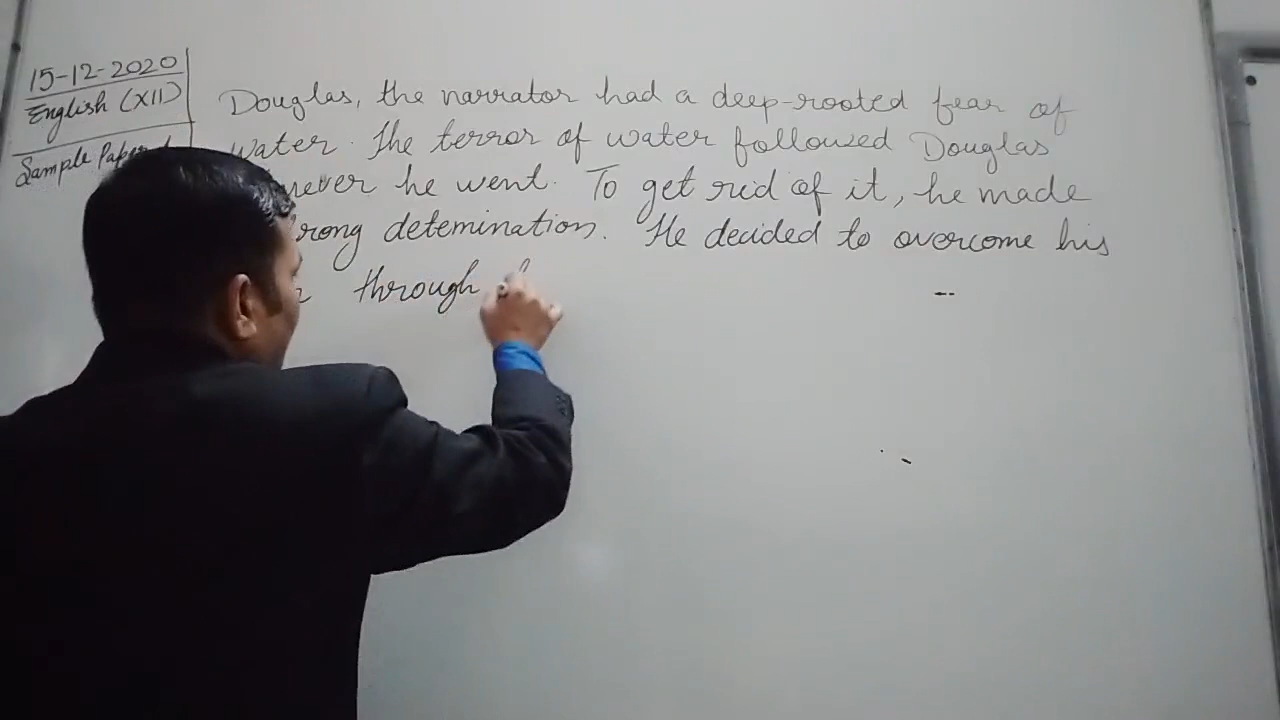 15-12-2020
English (XII)
Sample Paper
Douglas, the narrator had a deep-rooted fear of
water. The terror of water followed Douglas
he went. To get rid of it, he made
detemination. He decided to overcome his
through